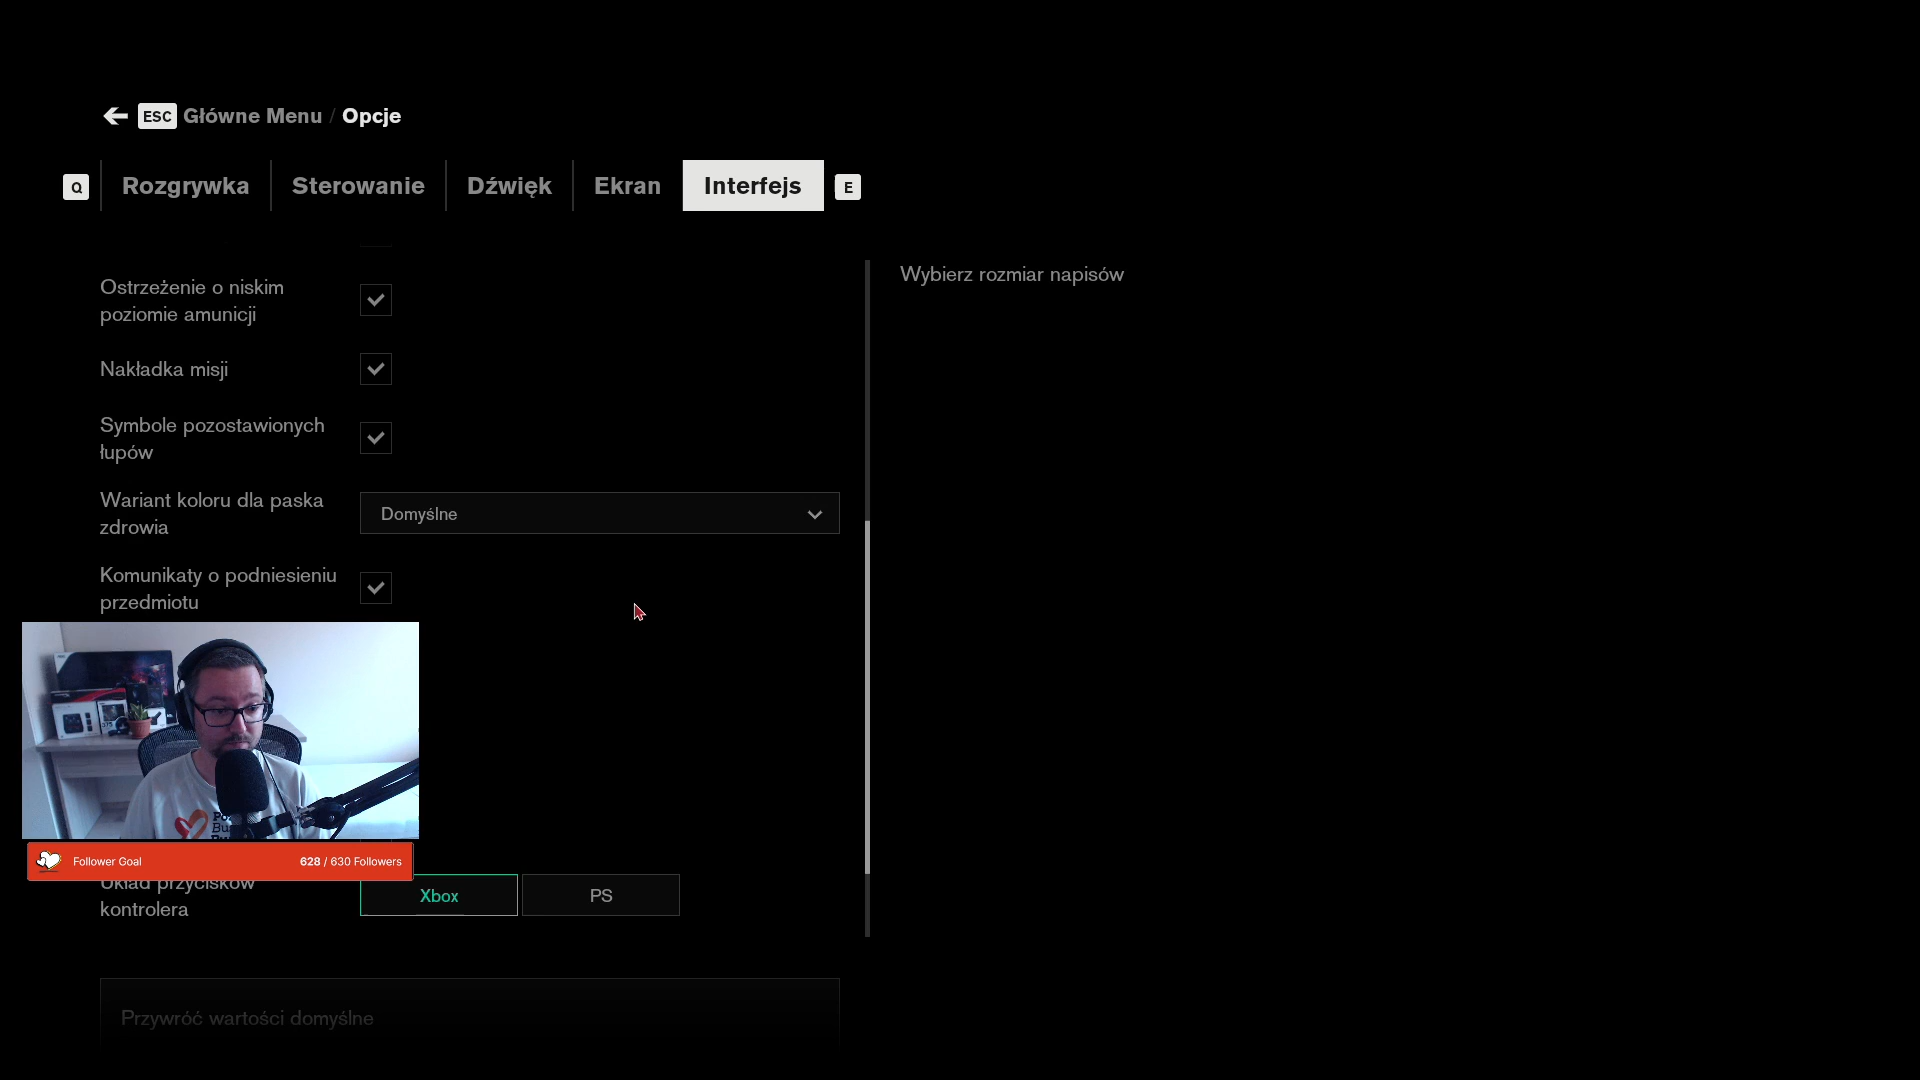 ESC Główne Menu / Opcje
Q Rozgrywka Sterowanie Dźwięk Ekran Interfejs E
Ostrzeżenie o niskim
poziomie amunicji
Nakładka misji
Symbole pozostawionych
łupów
Wariant koloru dla paska
zdrowia
Domyślne
Komunikaty o podniesieniu
przedmiotu
Follower Goal 628 / 630 Followers
Układ przycisków
kontrolera
Xbox PS
Przywróć wartości domyślne
Wybierz rozmiar napisów